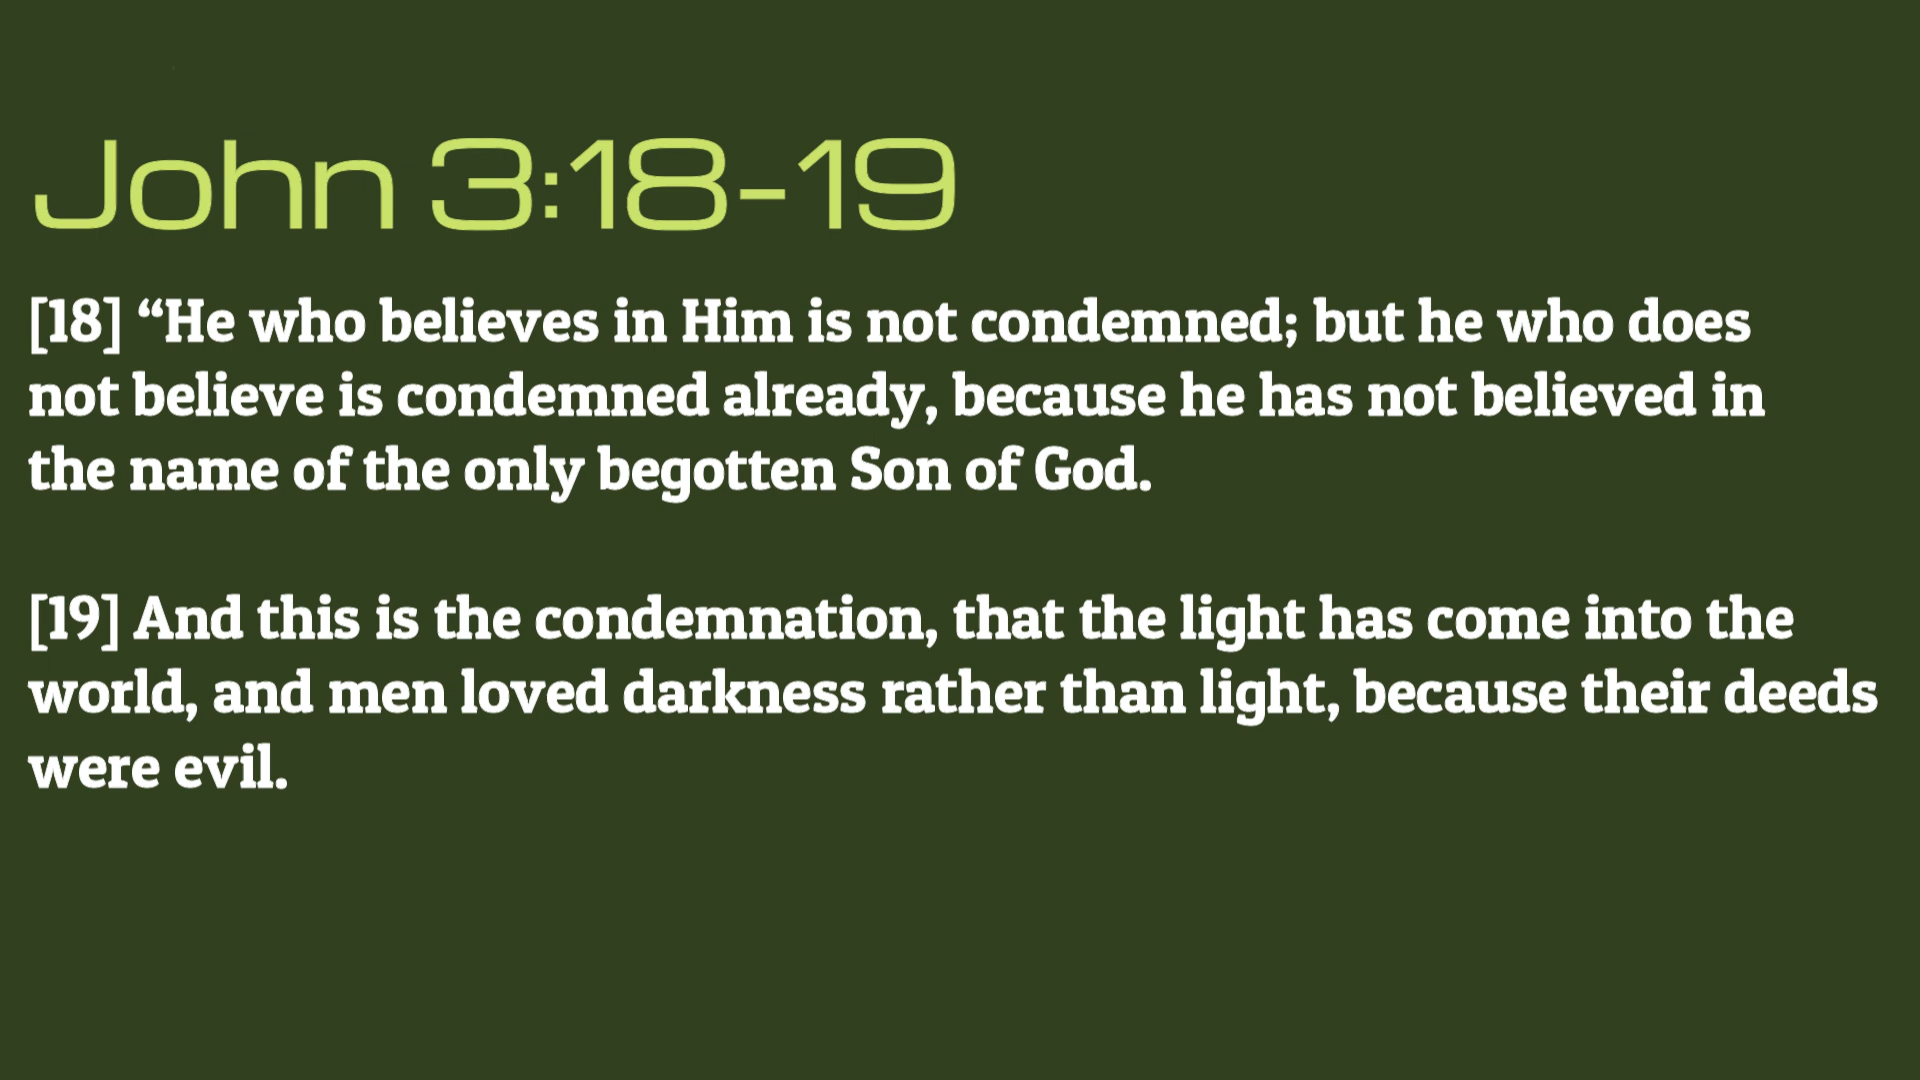 John 3:18-19
[18] “He who believes in Him is not condemned; but he who does
not believe is condemned already, because he has not believed in
the name of the only begotten Son of God.
[19] And this is the condemnation, that the light has come into the
world, and men loved darkness rather than light, because their deeds
were evil.